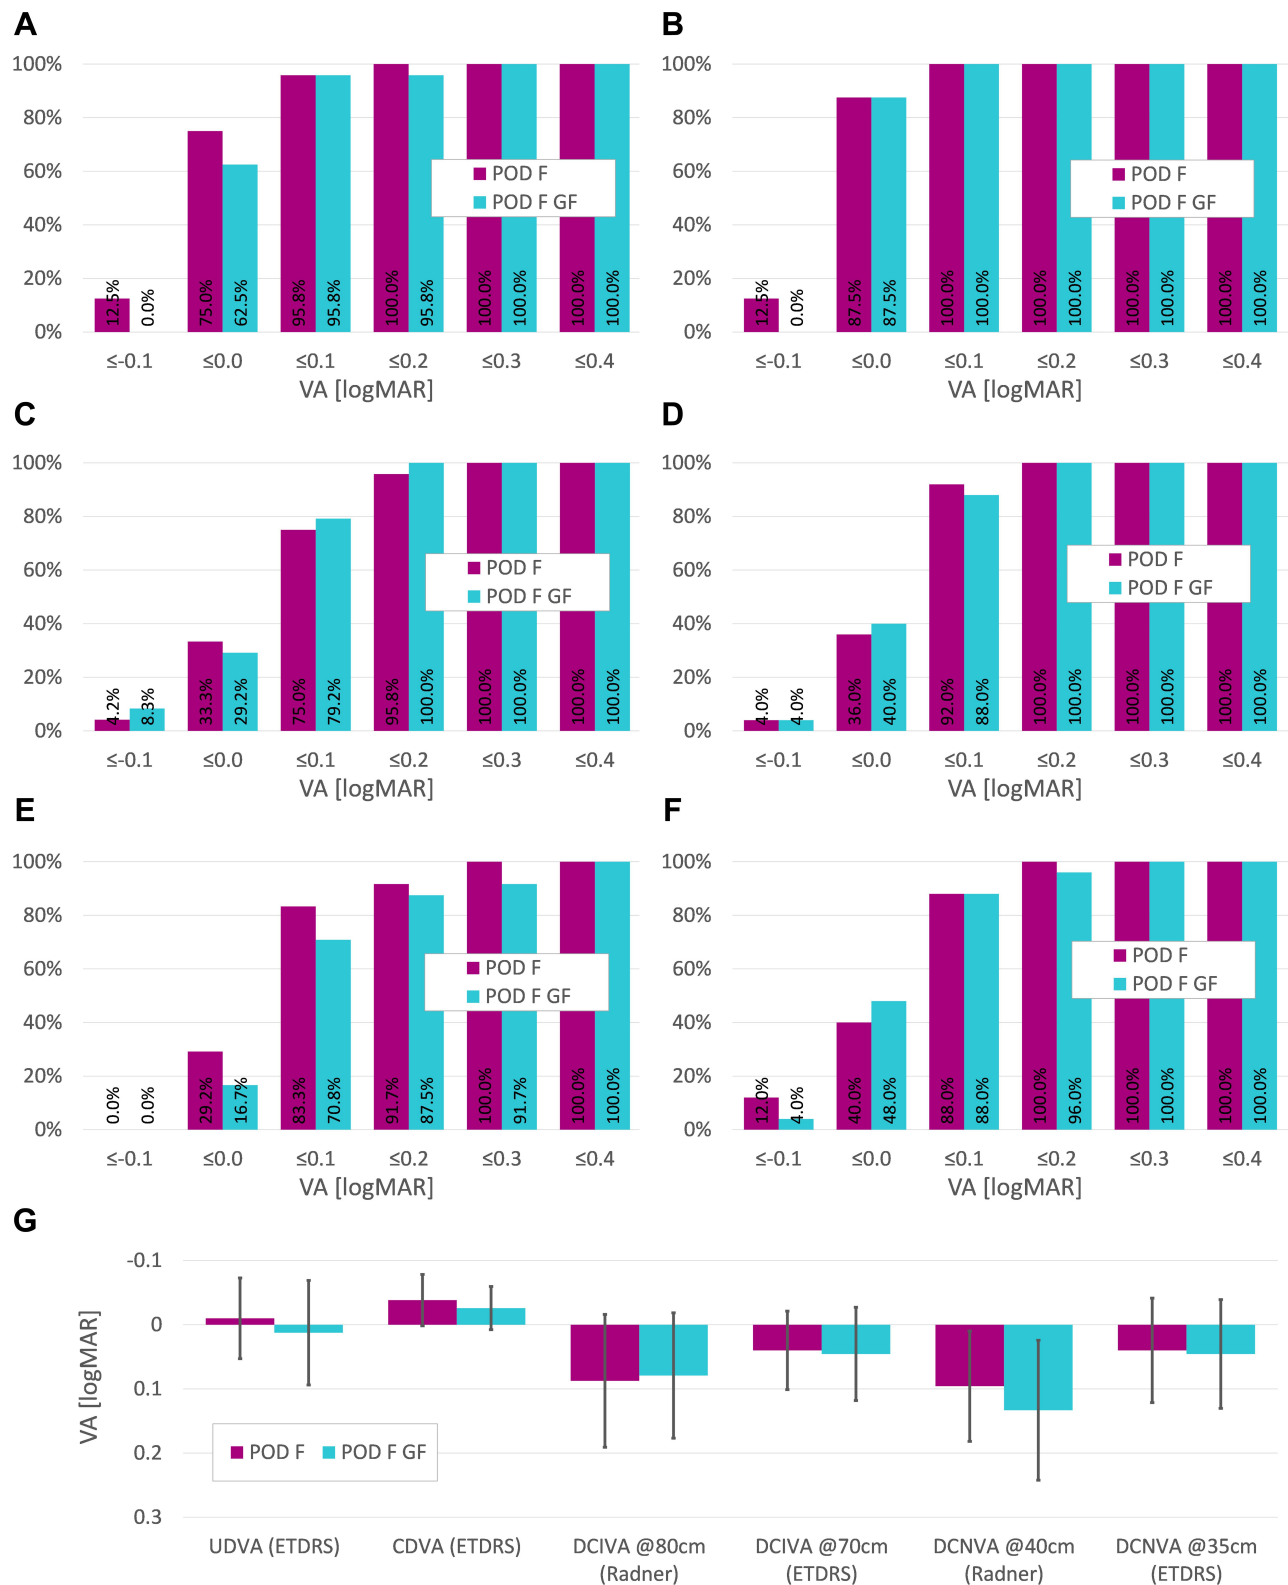 A
100%
80%
60%
40%
20%
0%
12.5%
0.0%
75.0%
62.5%
95.8%
95.8%
100.0%
95.8%
100.0%
100.0%
100.0%
100.0%
POD F
POD F GF
≤-0.1 ≤0.0 ≤0.1 ≤0.2 ≤0.3 ≤0.4
VA [logMAR]
B
100%
80%
60%
40%
20%
0%
12.5%
0.0%
87.5%
87.5%
100.0%
100.0%
100.0%
100.0%
100.0%
100.0%
100.0%
100.0%
POD F
POD F GF
≤-0.1 ≤0.0 ≤0.1 ≤0.2 ≤0.3 ≤0.4
VA [logMAR]
C
100%
80%
60%
40%
20%
0%
4.2%
8.3%
33.3%
29.2%
75.0%
79.2%
95.8%
100.0%
100.0%
100.0%
100.0%
100.0%
POD F
POD F GF
≤-0.1 ≤0.0 ≤0.1 ≤0.2 ≤0.3 ≤0.4
VA [logMAR]
D
100%
80%
60%
40%
20%
0%
4.0%
4.0%
36.0%
40.0%
92.0%
88.0%
100.0%
100.0%
100.0%
100.0%
100.0%
100.0%
POD F
POD F GF
≤-0.1 ≤0.0 ≤0.1 ≤0.2 ≤0.3 ≤0.4
VA [logMAR]
E
100%
80%
60%
40%
20%
0%
0.0%
0.0%
29.2%
16.7%
83.3%
70.8%
91.7%
87.5%
100.0%
91.7%
100.0%
100.0%
POD F
POD F GF
≤-0.1 ≤0.0 ≤0.1 ≤0.2 ≤0.3 ≤0.4
VA [logMAR]
F
100%
80%
60%
40%
20%
0%
12.0%
4.0%
40.0%
48.0%
88.0%
88.0%
100.0%
96.0%
100.0%
100.0%
100.0%
100.0%
POD F
POD F GF
≤-0.1 ≤0.0 ≤0.1 ≤0.2 ≤0.3 ≤0.4
VA [logMAR]
G
VA [logMAR]
-0.1
0
0.1
0.2
0.3
POD F POD F GF
UDVA (ETDRS)
CDVA (ETDRS)
DCIVA @80cm
(Radner)
DCIVA @70cm
(ETDRS)
DCNVA @40cm
(Radner)
DCNVA @35cm
(ETDRS)